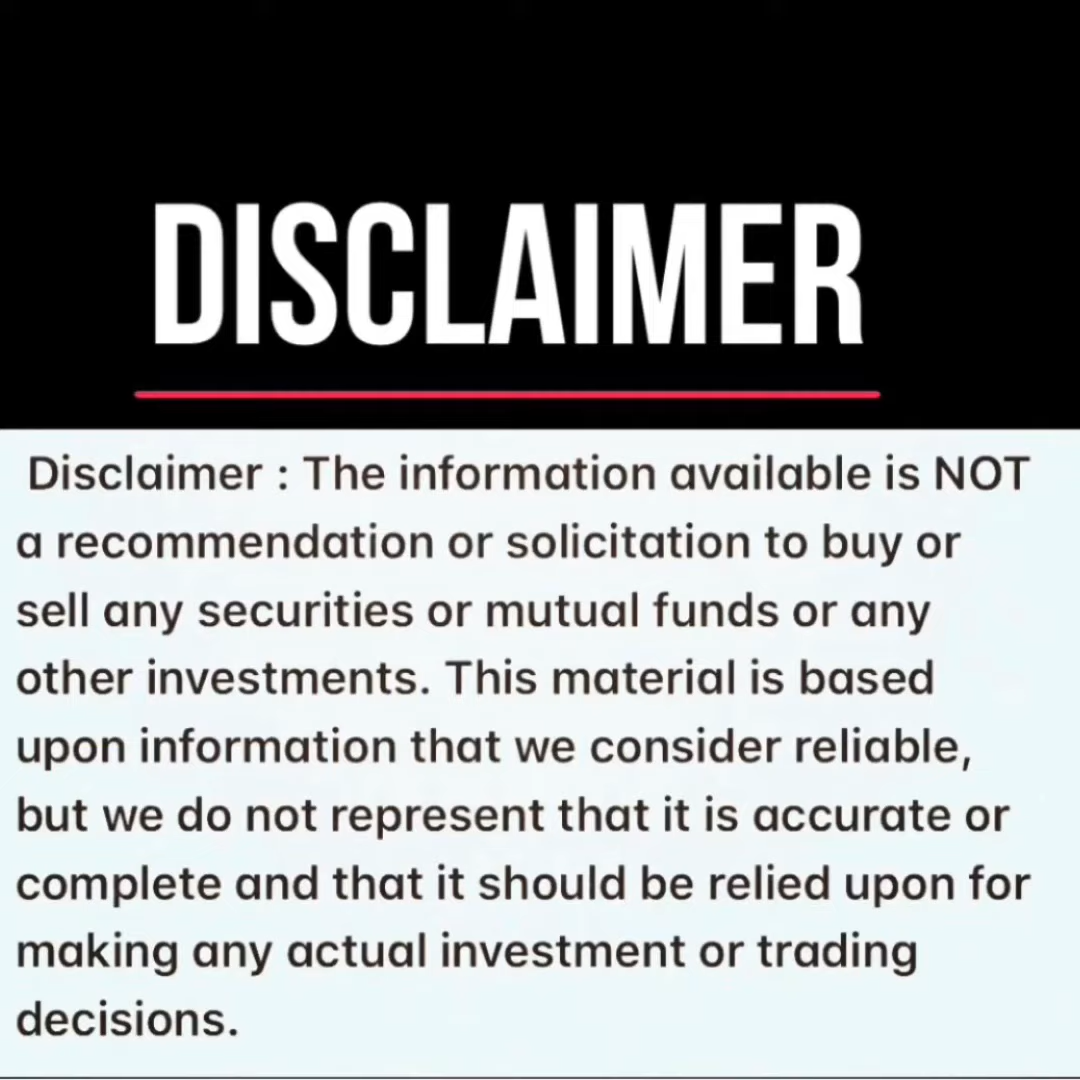 DISCLAIMER
Disclaimer : The information available is NOT
a recommendation or solicitation to buy or
sell any securities or mutual funds or any
other investments. This material is based
upon information that we consider reliable,
but we do not represent that it is accurate or
complete and that it should be relied upon for
making any actual investment or trading
decisions.